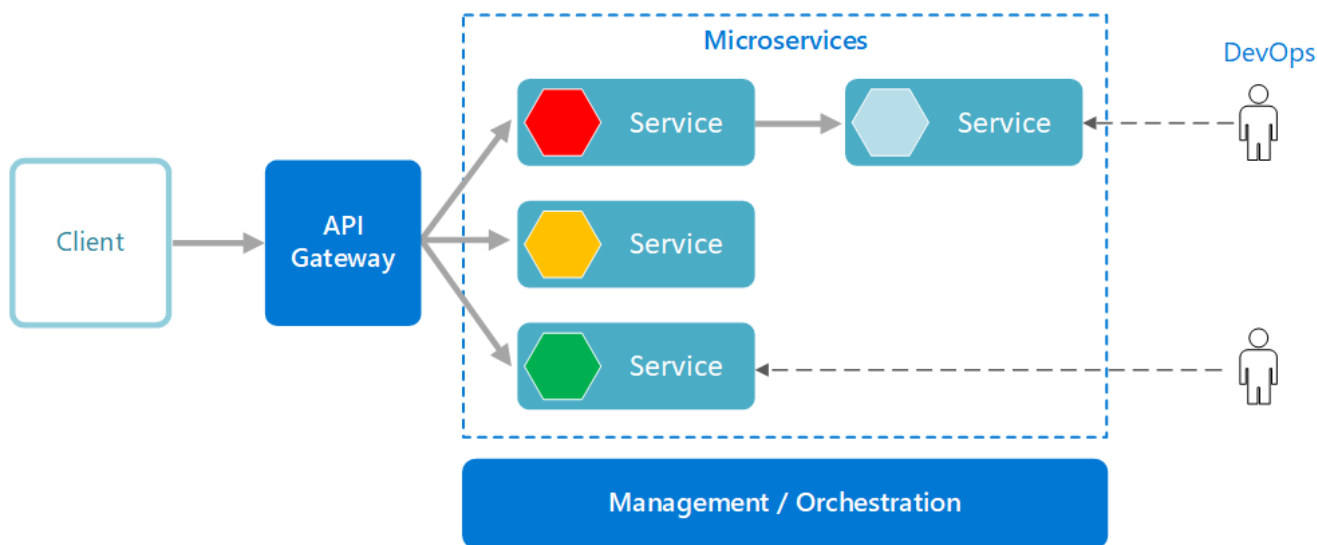 Microservices
DevOps
Service
Service
Client
API
Gateway
Service
Service
Management / Orchestration